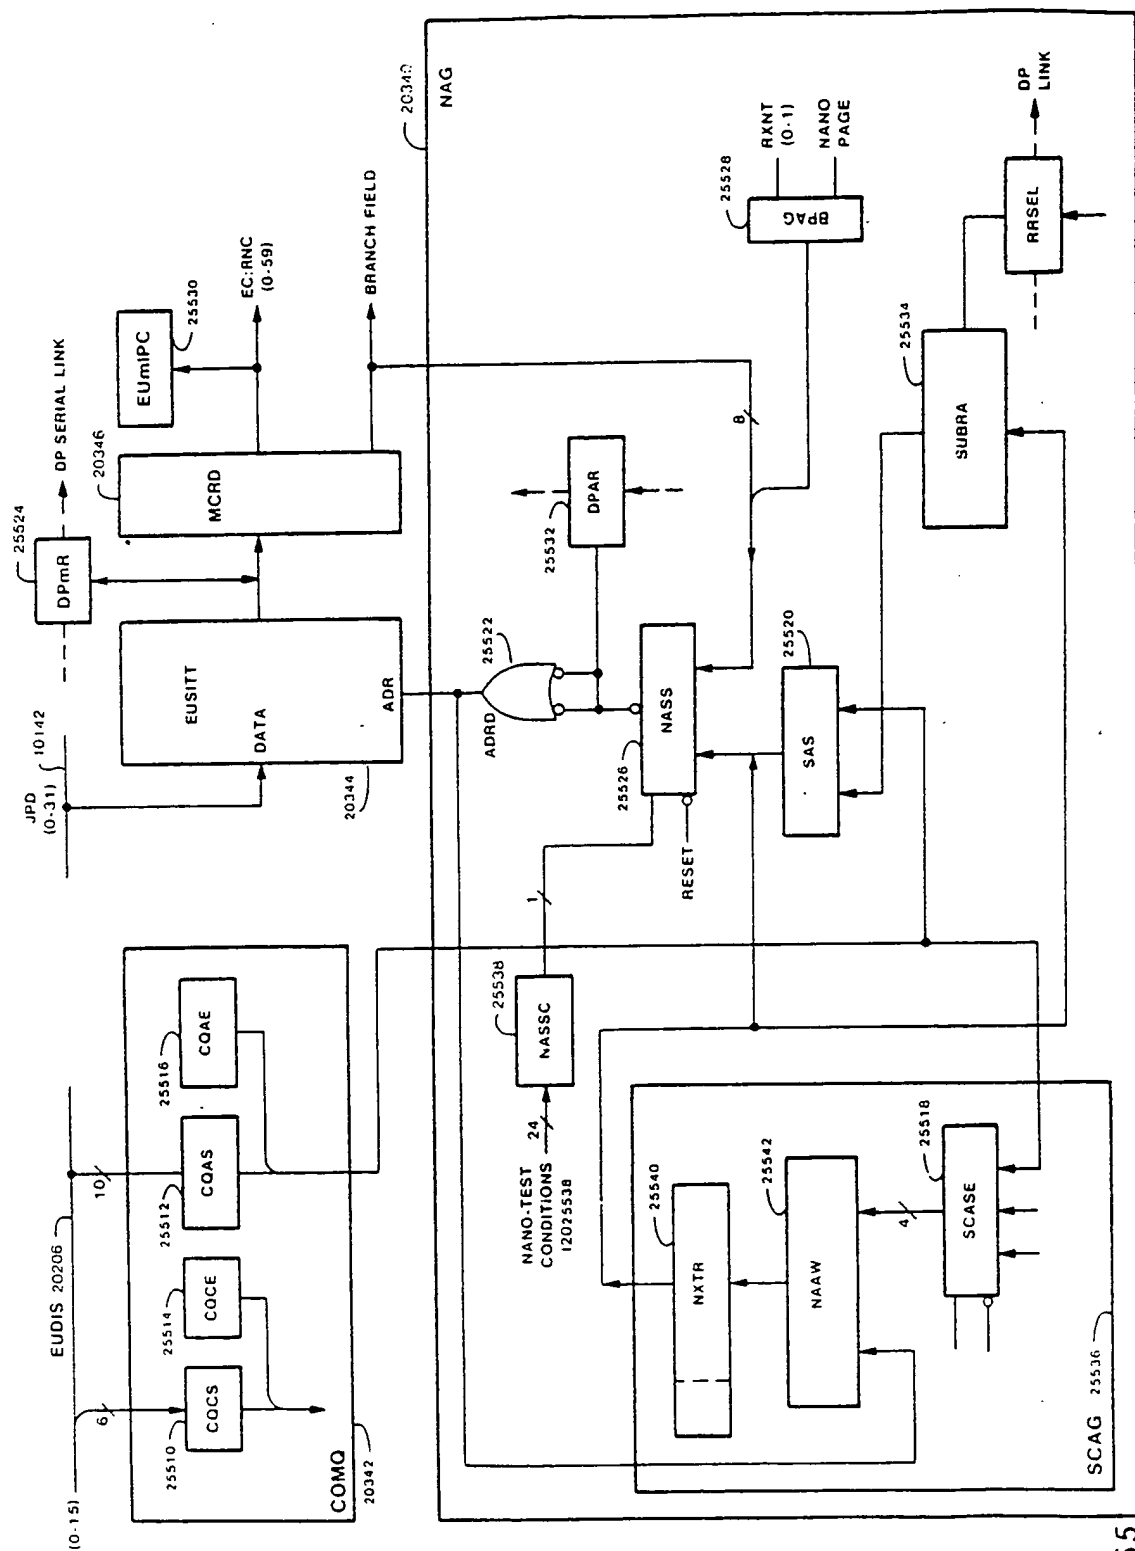 EUDIS 20206
(0-15)
6
10
25510
CQCS
25514
CQCE
25512
CQAS
25516
CQAE
COMQ
20342
JPD
(0-31)
10142
25524
DPmR
DP SERIAL LINK
EUSITT
DATA
ADR
20344
20346
MCRD
EUmIPC
25530
EC:RNC
(0-59)
BRANCH FIELD
NAG
ADRD
25522
25532
DPAR
8
25528
BPAG
RXNT
(0-1)
NANO
PAGE
NANO-TEST
CONDITIONS
12025538
24
25538
NASSC
1
25526
NASS
RESET
SAS
25520
25534
SUBRA
RRSEL
DP
LINK
NXTR
25540
NAAW
25542
4
SCASE
25518
SCAG
25536